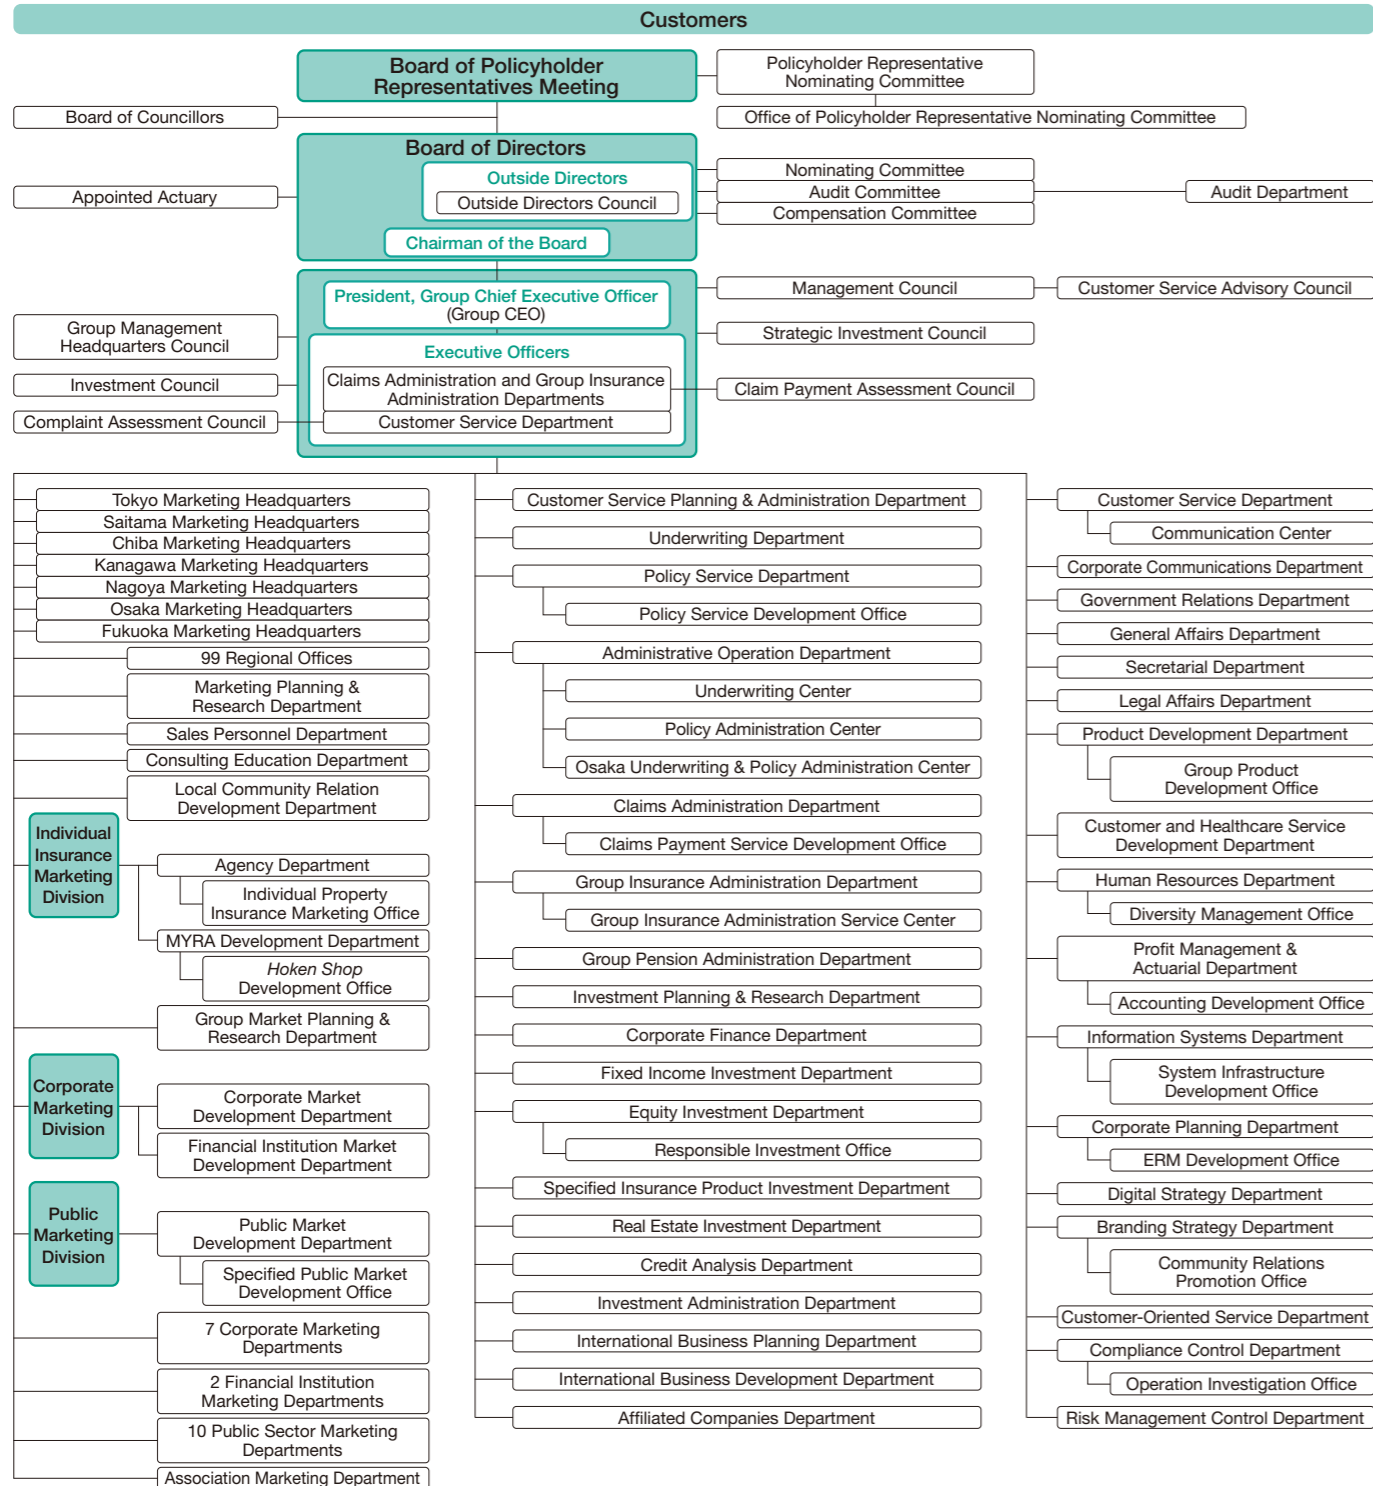 Customers
Board of Policyholder
Representatives Meeting
Policyholder Representative
Nominating Committee
Board of Councillors
Office of Policyholder Representative Nominating Committee
Board of Directors
Outside Directors
Outside Directors Council
Chairman of the Board
Appointed Actuary
Nominating Committee
Audit Committee
Audit Department
Compensation Committee
President, Group Chief Executive Officer
(Group CEO)
Management Council
Customer Service Advisory Council
Group Management
Headquarters Council
Strategic Investment Council
Executive Officers
Investment Council
Claims Administration and Group Insurance
Administration Departments
Claim Payment Assessment Council
Complaint Assessment Council
Customer Service Department
Tokyo Marketing Headquarters
Saitama Marketing Headquarters
Chiba Marketing Headquarters
Kanagawa Marketing Headquarters
Nagoya Marketing Headquarters
Osaka Marketing Headquarters
Fukuoka Marketing Headquarters
99 Regional Offices
Marketing Planning &
Research Department
Sales Personnel Department
Consulting Education Department
Local Community Relation
Development Department
Individual
Insurance
Marketing
Division
Agency Department
Individual Property
Insurance Marketing Office
MYRA Development Department
Hoken Shop
Development Office
Group Market Planning &
Research Department
Corporate
Marketing
Division
Corporate Market
Development Department
Financial Institution Market
Development Department
Public
Marketing
Division
Public Market
Development Department
Specified Public Market
Development Office
7 Corporate Marketing
Departments
2 Financial Institution
Marketing Departments
10 Public Sector Marketing
Departments
Association Marketing Department
Customer Service Planning & Administration Department
Underwriting Department
Policy Service Department
Policy Service Development Office
Administrative Operation Department
Underwriting Center
Policy Administration Center
Osaka Underwriting & Policy Administration Center
Claims Administration Department
Claims Payment Service Development Office
Group Insurance Administration Department
Group Insurance Administration Service Center
Group Pension Administration Department
Investment Planning & Research Department
Corporate Finance Department
Fixed Income Investment Department
Equity Investment Department
Responsible Investment Office
Specified Insurance Product Investment Department
Real Estate Investment Department
Credit Analysis Department
Investment Administration Department
International Business Planning Department
International Business Development Department
Affiliated Companies Department
Customer Service Department
Communication Center
Corporate Communications Department
Government Relations Department
General Affairs Department
Secretarial Department
Legal Affairs Department
Product Development Department
Group Product
Development Office
Customer and Healthcare Service
Development Department
Human Resources Department
Diversity Management Office
Profit Management &
Actuarial Department
Accounting Development Office
Information Systems Department
System Infrastructure
Development Office
Corporate Planning Department
ERM Development Office
Digital Strategy Department
Branding Strategy Department
Community Relations
Promotion Office
Customer-Oriented Service Department
Compliance Control Department
Operation Investigation Office
Risk Management Control Department